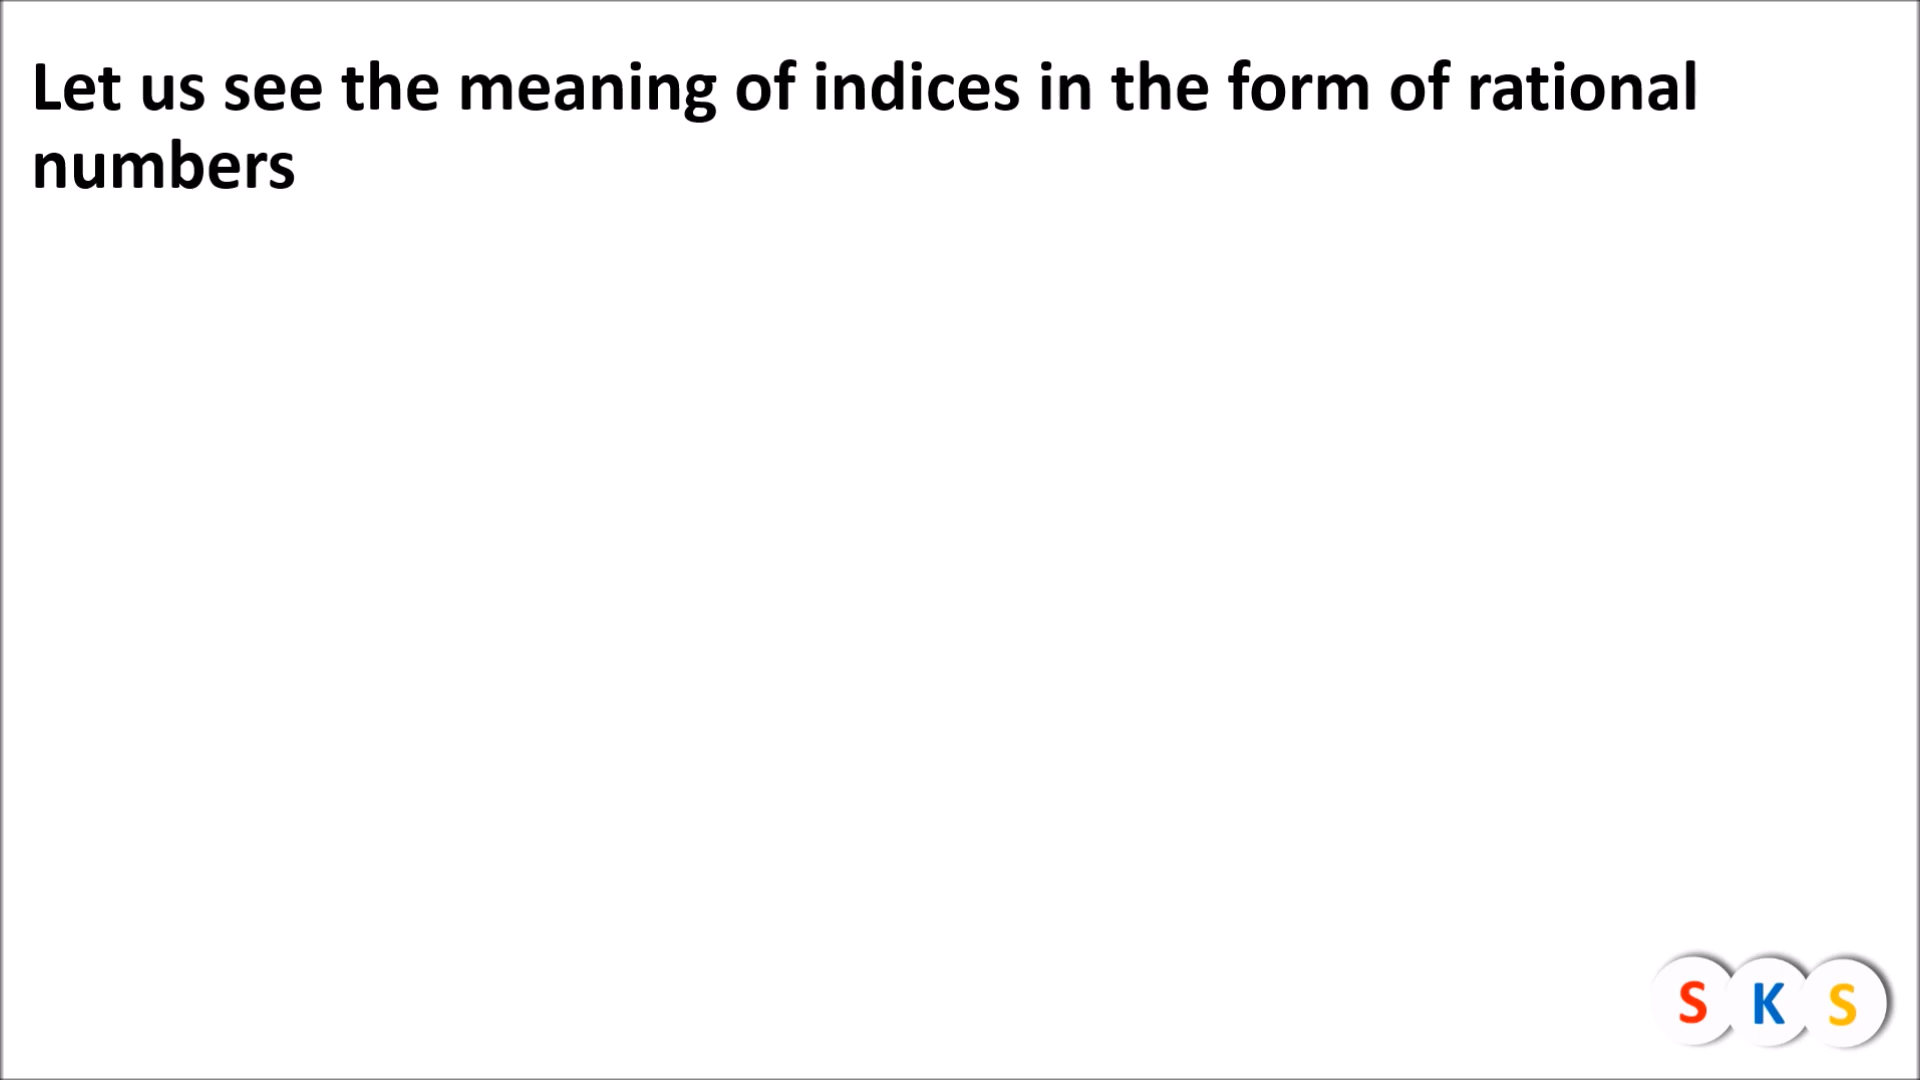 Let us see the meaning of indices in the form of rational
numbers
S K S